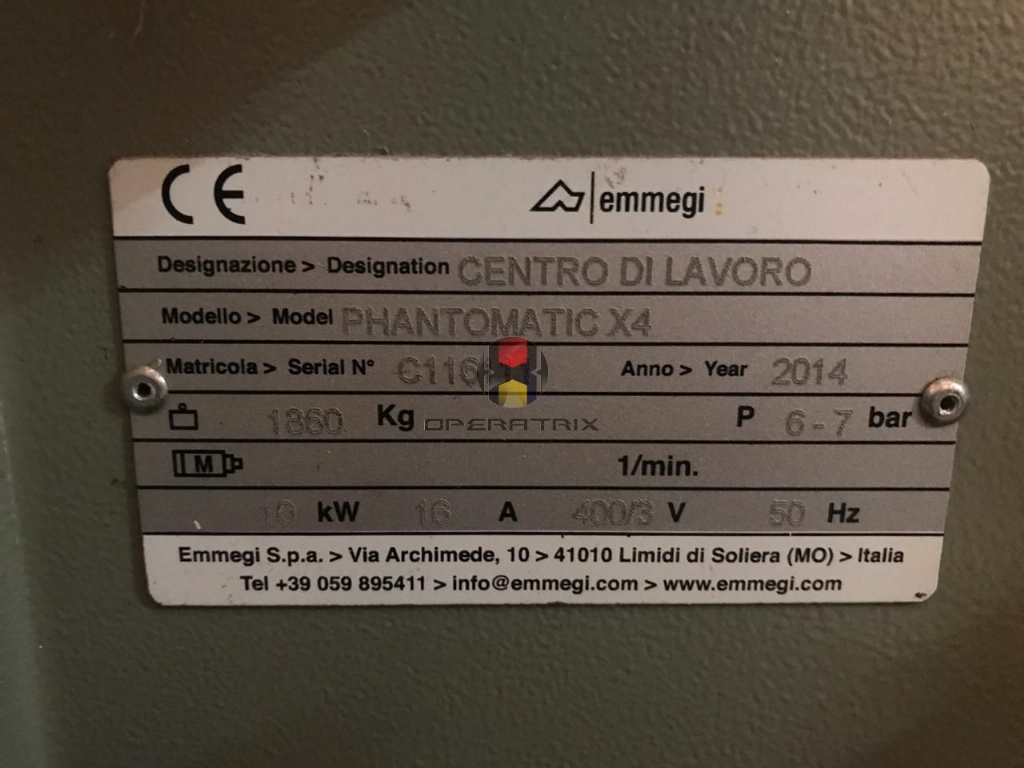 CE emmegi
Designazione > Designation CENTRO DI LAVORO
Modello > Model PHANTOMATIC X4
Matricola > Serial N° Anno > Year 2014
1860 Kg P 6-7 bar
OPERATRIX
M 1/min.
10 kW 16 A 400/3 V 50 Hz
Emmegi S.p.a. > Via Archimede, 10 > 41010 Limidi di Soliera (MO) > Italia
Tel +39 059 895411 > info@emmegi.com > www.emmegi.com